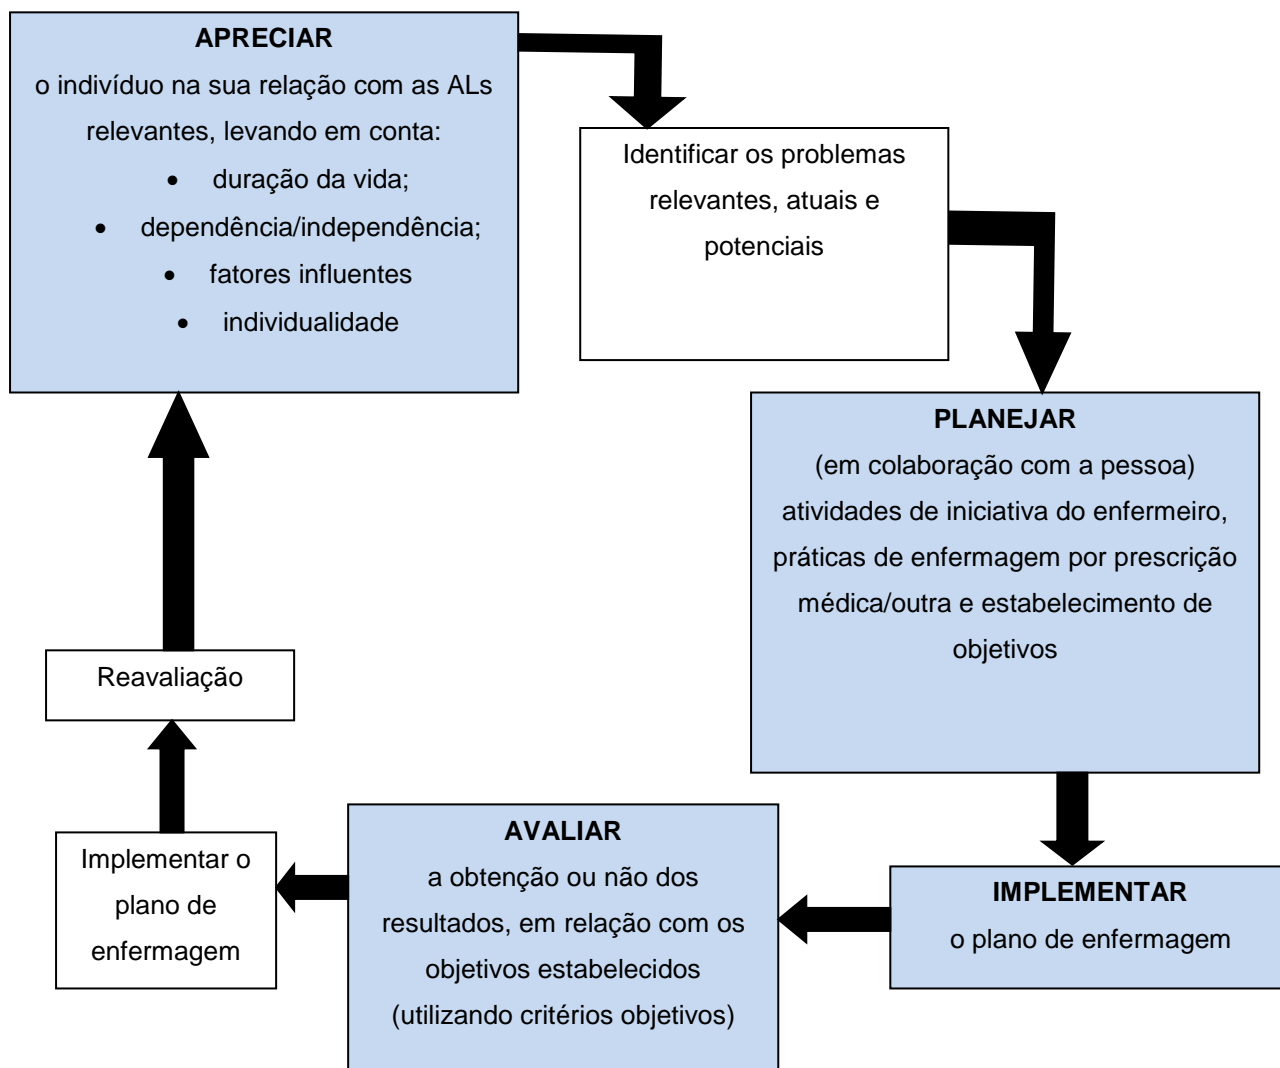 APRECIAR
o indivíduo na sua relação com as ALs
relevantes, levando em conta:
• duração da vida;
• dependência/independência;
• fatores influentes
• individualidade
Identificar os problemas
relevantes, atuais e
potenciais
PLANEJAR
(em colaboração com a pessoa)
atividades de iniciativa do enfermeiro,
práticas de enfermagem por prescrição
médica/outra e estabelecimento de
objetivos
IMPLEMENTAR
o plano de enfermagem
AVALIAR
a obtenção ou não dos
resultados, em relação com os
objetivos estabelecidos
(utilizando critérios objetivos)
Implementar o
plano de
enfermagem
Reavaliação